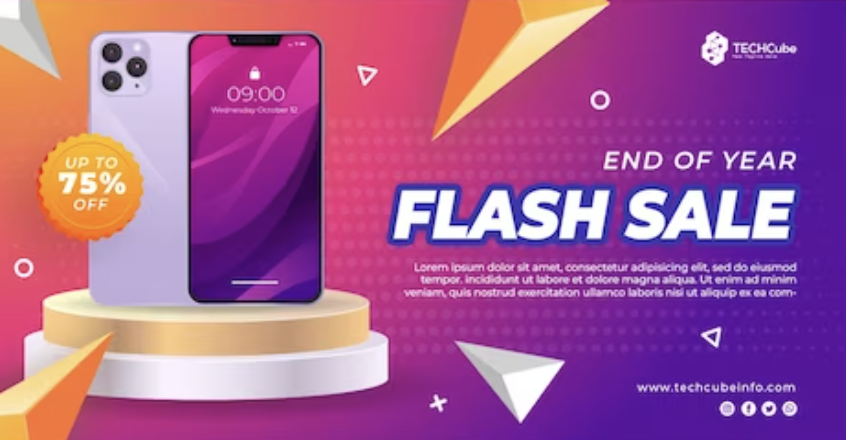 TECHCube
09:00
Wednesday-October 12
UP TO
75%
OFF
END OF YEAR
FLASH SALE
Lorem ipsum dolor sit amet, consectetur adipisicing elit, sed do eiusmod
tempor. incididunt ut labore et dolore magna aliqua. Ut enim ad minim
veniam, quis nostrud exercitation ullamco laboris nisi ut aliquip ex ea com-
www.techcubeinfo.com